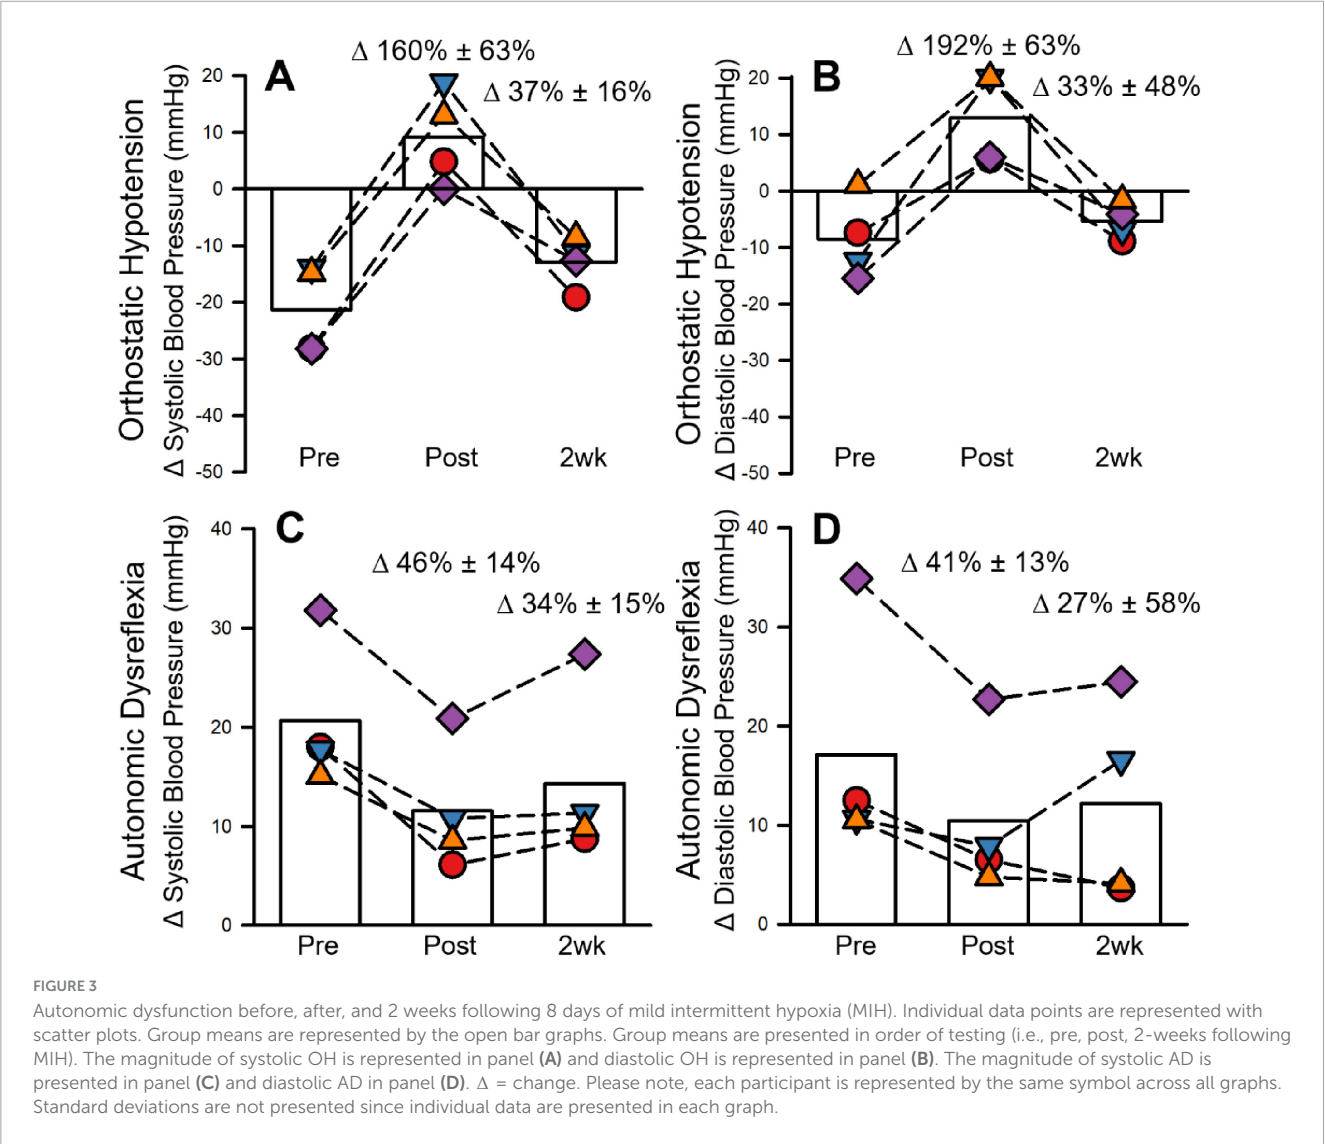 A
Δ 160% ± 63%
Δ 37% ± 16%
Orthostatic Hypotension
Δ Systolic Blood Pressure (mmHg)
20
10
0
-10
-20
-30
-40
-50
Pre Post 2wk
B
Δ 192% ± 63%
Δ 33% ± 48%
Orthostatic Hypotension
Δ Diastolic Blood Pressure (mmHg)
20
10
0
-10
-20
-30
-40
-50
Pre Post 2wk
C
Δ 46% ± 14%
Δ 34% ± 15%
Autonomic Dysreflexia
Δ Systolic Blood Pressure (mmHg)
40
30
20
10
0
Pre Post 2wk
D
Δ 41% ± 13%
Δ 27% ± 58%
Autonomic Dysreflexia
Δ Diastolic Blood Pressure (mmHg)
40
30
20
10
0
Pre Post 2wk
FIGURE 3
Autonomic dysfunction before, after, and 2 weeks following 8 days of mild intermittent hypoxia (MIH). Individual data points are represented with
scatter plots. Group means are represented by the open bar graphs. Group means are presented in order of testing (i.e., pre, post, 2-weeks following
MIH). The magnitude of systolic OH is represented in panel (A) and diastolic OH is represented in panel (B). The magnitude of systolic AD is
presented in panel (C) and diastolic AD in panel (D). Δ = change. Please note, each participant is represented by the same symbol across all graphs.
Standard deviations are not presented since individual data are presented in each graph.